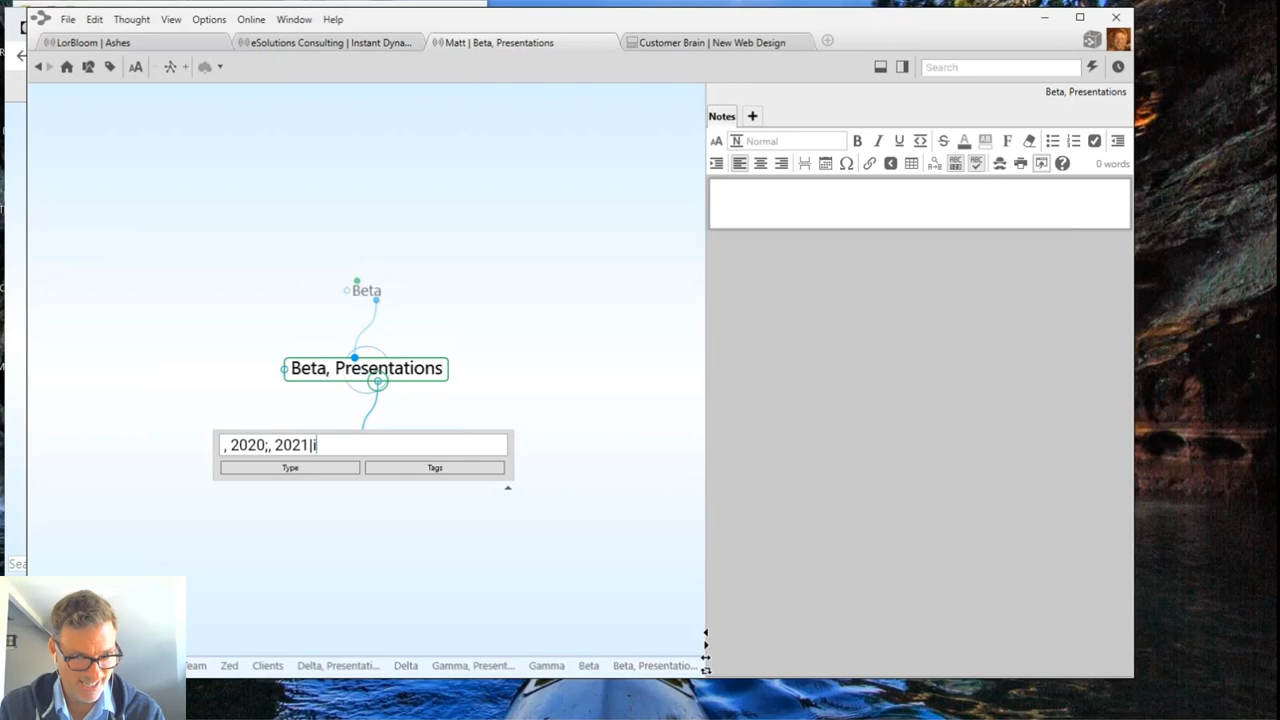 File Edit Thought View Options Online Window Help
LorBloom | Ashes eSolutions Consulting | Instant Dyna... Matt | Beta, Presentations Customer Brain | New Web Design
Search
Beta, Presentations
Notes
Normal
0 words
Beta
Beta, Presentations
, 2020;, 2021|i
Type Tags
Sea
eam Zed Clients Delta, Presentati... Delta Gamma, Present... Gamma Beta Beta, Presentatio...